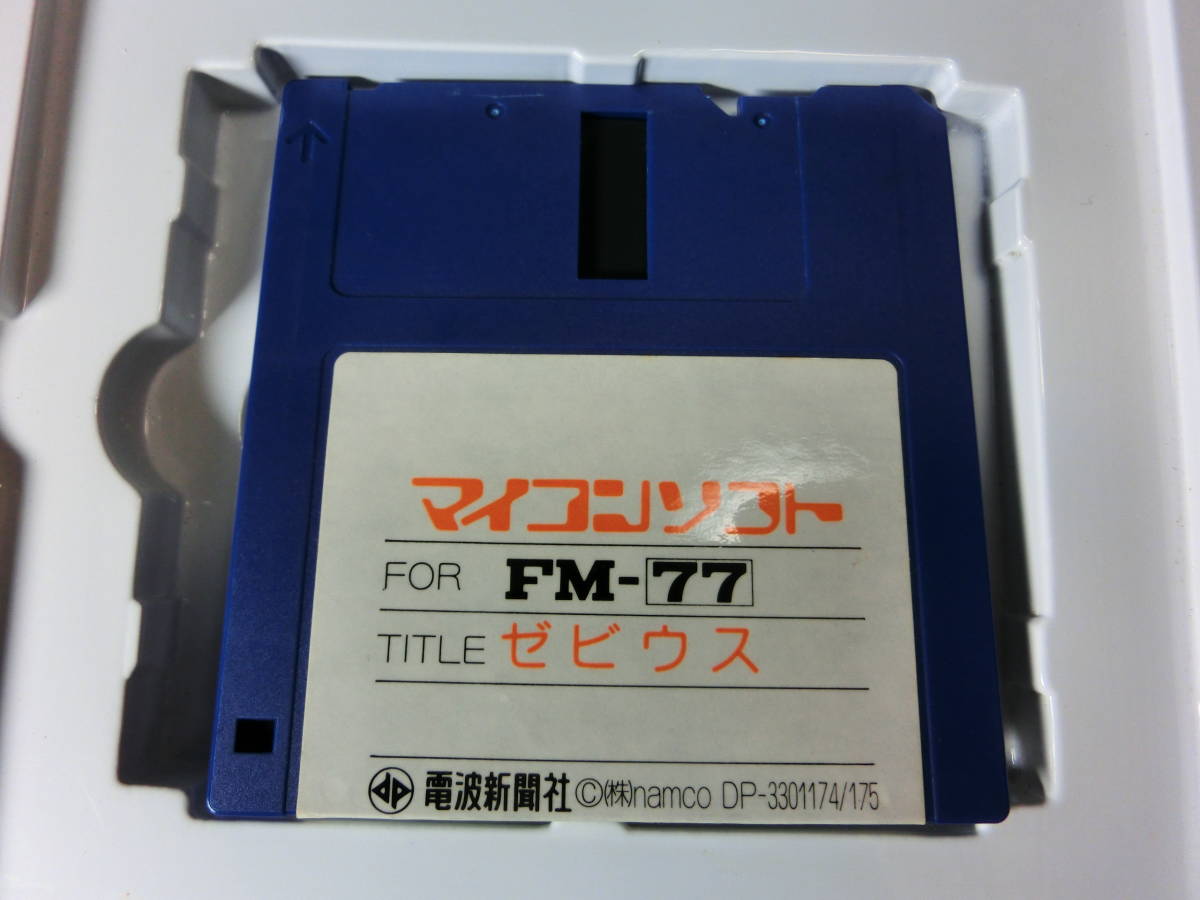 マイコンソフト
FOR FM-77
TITLE ゼビウス
dp 電波新聞社 ©(株)namco DP-3301174/175